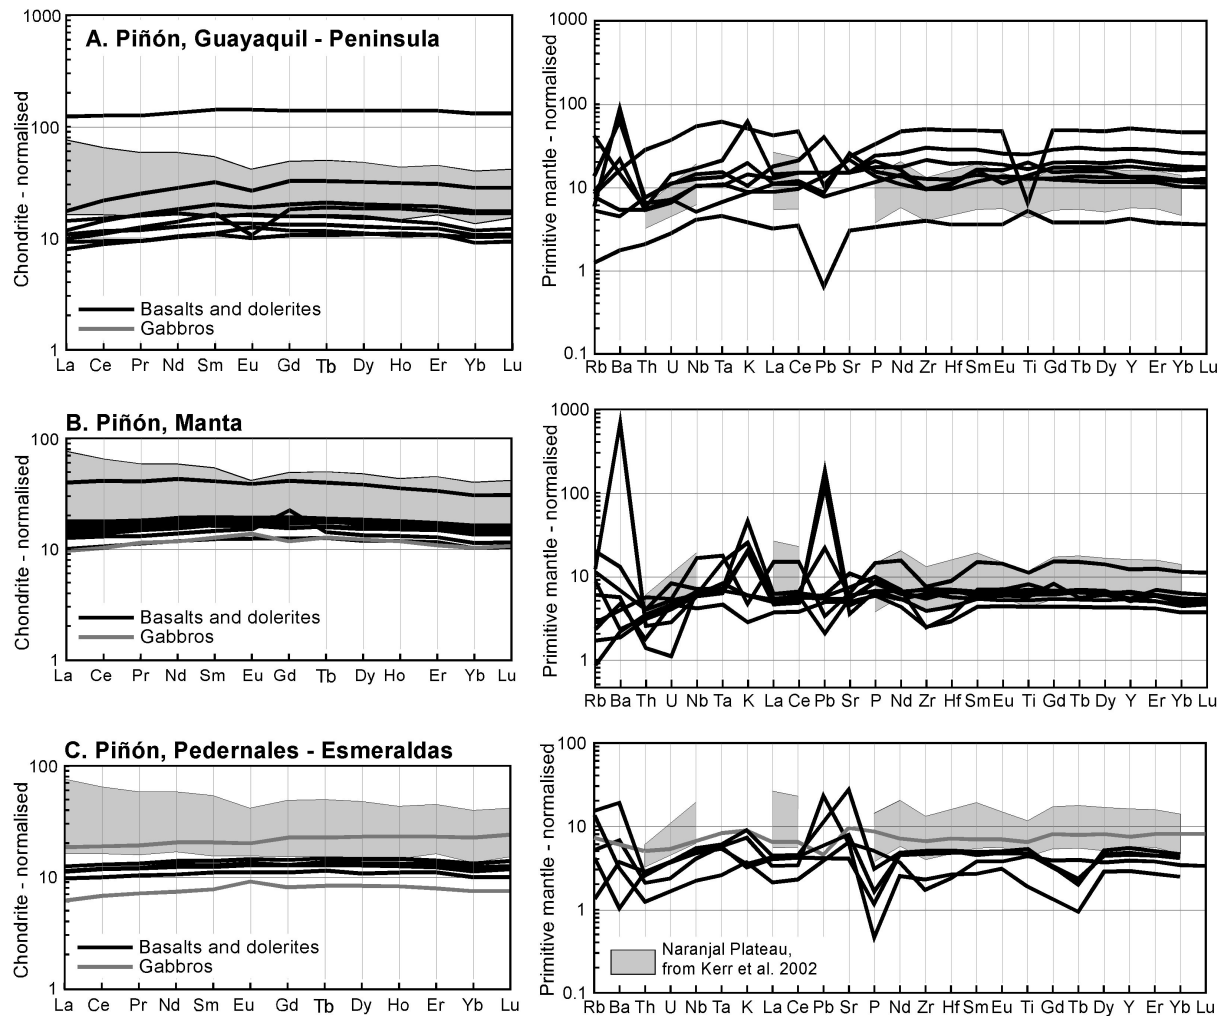 A. Piñón, Guayaquil - Peninsula
Chondrite - normalised
1000
100
10
1
Basalts and dolerites
Gabbros
La Ce Pr Nd Sm Eu Gd Tb Dy Ho Er Yb Lu
Primitive mantle - normalised
1000
100
10
1
0.1
Rb Ba Th U Nb Ta K La Ce Pb Sr P Nd Zr Hf Sm Eu Ti Gd Tb Dy Y Er Yb Lu
B. Piñón, Manta
Chondrite - normalised
100
10
1
Basalts and dolerites
Gabbros
La Ce Pr Nd Sm Eu Gd Tb Dy Ho Er Yb Lu
Primitive mantle - normalised
1000
100
10
1
Rb Ba Th U Nb Ta K La Ce Pb Sr P Nd Zr Hf Sm Eu Ti Gd Tb Dy Y Er Yb Lu
C. Piñón, Pedernales - Esmeraldas
Chondrite - normalised
100
10
1
Basalts and dolerites
Gabbros
La Ce Pr Nd Sm Eu Gd Tb Dy Ho Er Yb Lu
Primitive mantle - normalised
100
10
1
0.1
Naranjal Plateau,
from Kerr et al. 2002
Rb Ba Th U Nb Ta K La Ce Pb Sr P Nd Zr Hf Sm Eu Ti Gd Tb Dy Y Er Yb Lu